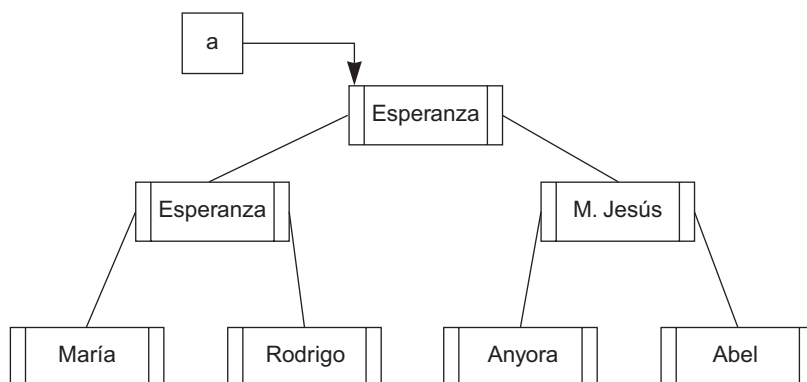 a
Esperanza
Esperanza
M. Jesús
María
Rodrigo
Anyora
Abel